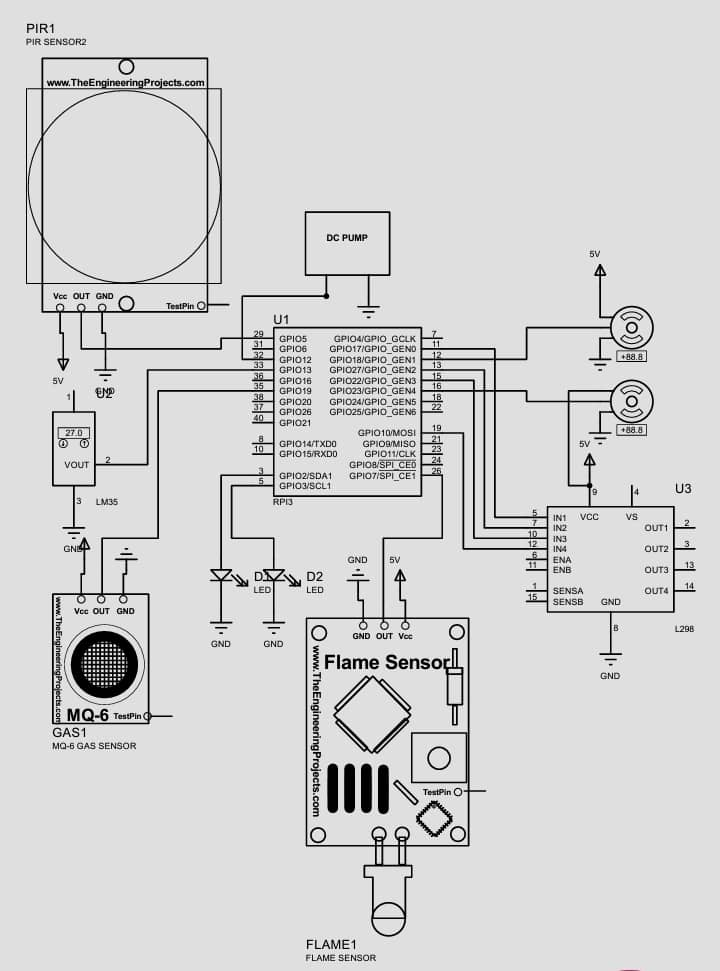 PIR1
PIR SENSOR2
www.TheEngineeringProjects.com
Vcc OUT GND
TestPin
5V
GND
DC PUMP
U1
29 GPIO5
31 GPIO6
32 GPIO12
33 GPIO13
36 GPIO16
35 GPIO19
38 GPIO20
37 GPIO26
40 GPIO21
8 GPIO14/TXD0
10 GPIO15/RXD0
3 GPIO2/SDA1
5 GPIO3/SCL1
GPIO4/GPIO_GCLK 7
GPIO17/GPIO_GEN0 11
GPIO18/GPIO_GEN1 12
GPIO27/GPIO_GEN2 13
GPIO22/GPIO_GEN3 15
GPIO23/GPIO_GEN4 16
GPIO24/GPIO_GEN5 18
GPIO25/GPIO_GEN6 22
GPIO10/MOSI 19
GPIO9/MISO 21
GPIO11/CLK 23
GPIO8/SPI_CE0 24
GPIO7/SPI_CE1 26
RPI3
5V
+88.8
+88.8
U2
1
27.0
VOUT 2
3
LM35
GND
5V
9
4
U3
VCC VS
5 IN1
7 IN2
10 IN3
12 IN4
6 ENA
11 ENB
1 SENSA
15 SENSB
OUT1 2
OUT2 3
OUT3 13
OUT4 14
GND
8
L298
GND
D1
LED
D2
LED
GND
GND
Vcc OUT GND
www.TheEngineeringProjects.com
MQ-6
TestPin
GAS1
MQ-6 GAS SENSOR
GND
5V
GND OUT Vcc
Flame Sensor
www.TheEngineeringProjects.com
TestPin
FLAME1
FLAME SENSOR